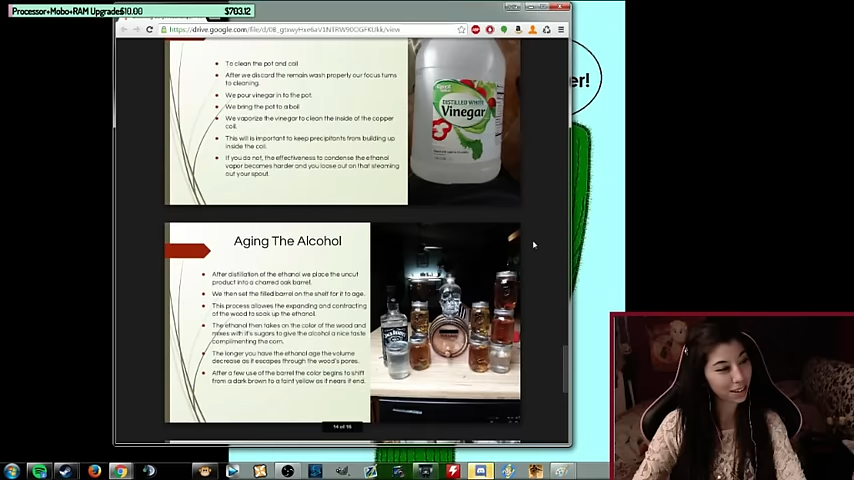 Processor+Mobo+RAM Upgrade
$10.00
$703.12
https://drive.google.com/file/d/
/view
er!
To clean the pot and coil
After we discard the remain wash properly our focus turns
to cleaning.
We pour vinegar in to the pot.
We bring the pot to a boil
We vaporize the vinegar to clean the inside of the copper
coil.
This will is important to keep precipitants from building up
inside the coil.
If you do not, the effectiveness to condense the ethanol
vapor becomes harder and you loose out on that steaming
out your spout.
DISTILLED WHITE
Vinegar
Aging The Alcohol
After distillation of the ethanol we place the uncut
product into a charred oak barrel.
We then set the filled barrel on the shelf for it to age.
This process allows the expanding and contracting
of the wood to soak up the ethanol.
The ethanol then takes on the color of the wood and
mixes with it's sugars to give the alcohol a nice taste
complimenting the corn.
The longer you have the ethanol age the volume
decrease as it escapes through the wood's pores.
After a few use of the barrel the color begins to shift
from a dark brown to a faint yellow as it nears it end.
14 of 16